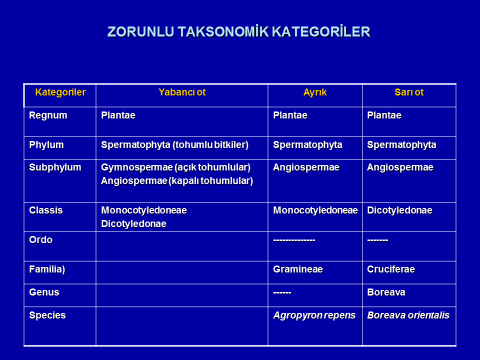 ZORUNLU TAKSONOMİK KATEGORİLER
Kategoriler Yabancı ot Ayrık Sarı ot
Regnum Plantae Plantae Plantae
Phylum Spermatophyta (tohumlu bitkiler) Spermatophyta Spermatophyta
Subphylum Gymnospermae (açık tohumlular) Angiospermae Angiospermae
Angiospermae (kapalı tohumlular)
Classis Monocotyledoneae Monocotyledoneae Dicotyledonae
Dicotyledonae
Ordo -------------- -------
Familia) Gramineae Cruciferae
Genus ------ Boreava
Species Agropyron repens Boreava orientalis